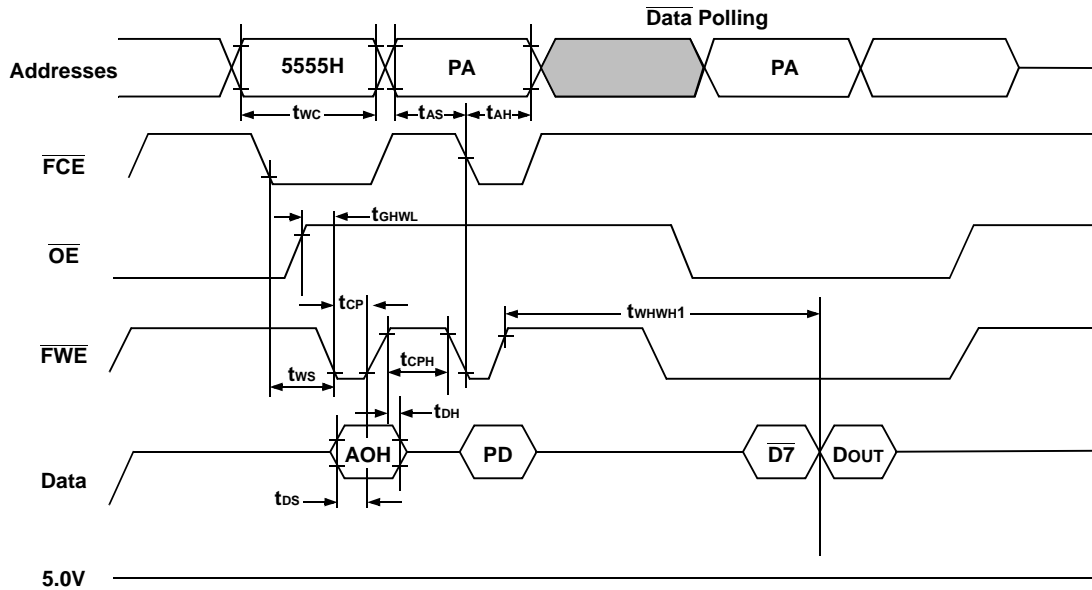 Data Polling
Addresses
5555H
PA
PA
tWC
tAS
tAH
FCE
tGHWL
OE
tCP
tWHWH1
FWE
tCPH
tWS
tDH
AOH
PD
D7
DOUT
Data
tDS
5.0V